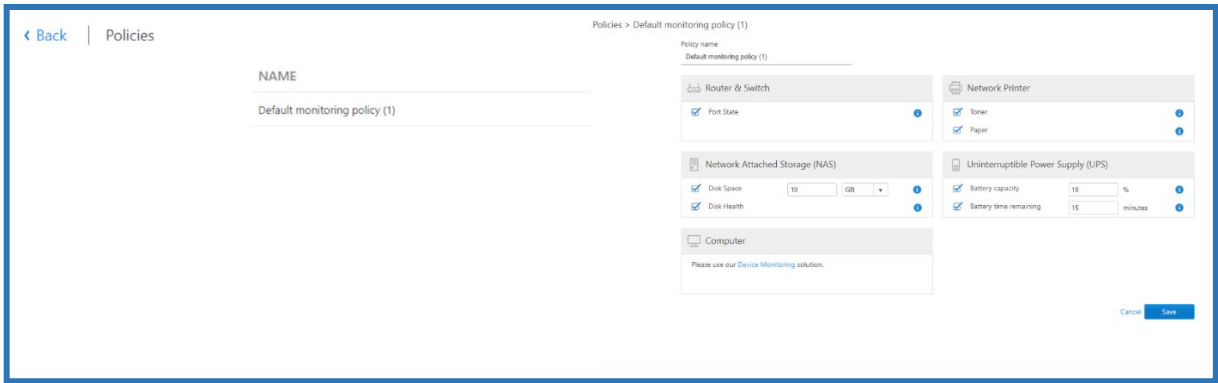 Back | Policies
NAME
Default monitoring policy (1)
Policies > Default monitoring policy (1)
Policy name
Default monitoring policy (1)
Router & Switch
Port State
Network Printer
Toner
Paper
Network Attached Storage (NAS)
Disk Space 10 GB
Disk Health
Uninterruptible Power Supply (UPS)
Battery capacity 10 %
Battery time remaining 15 minutes
Computer
Please use our Device Monitoring solution.
Cancel Save